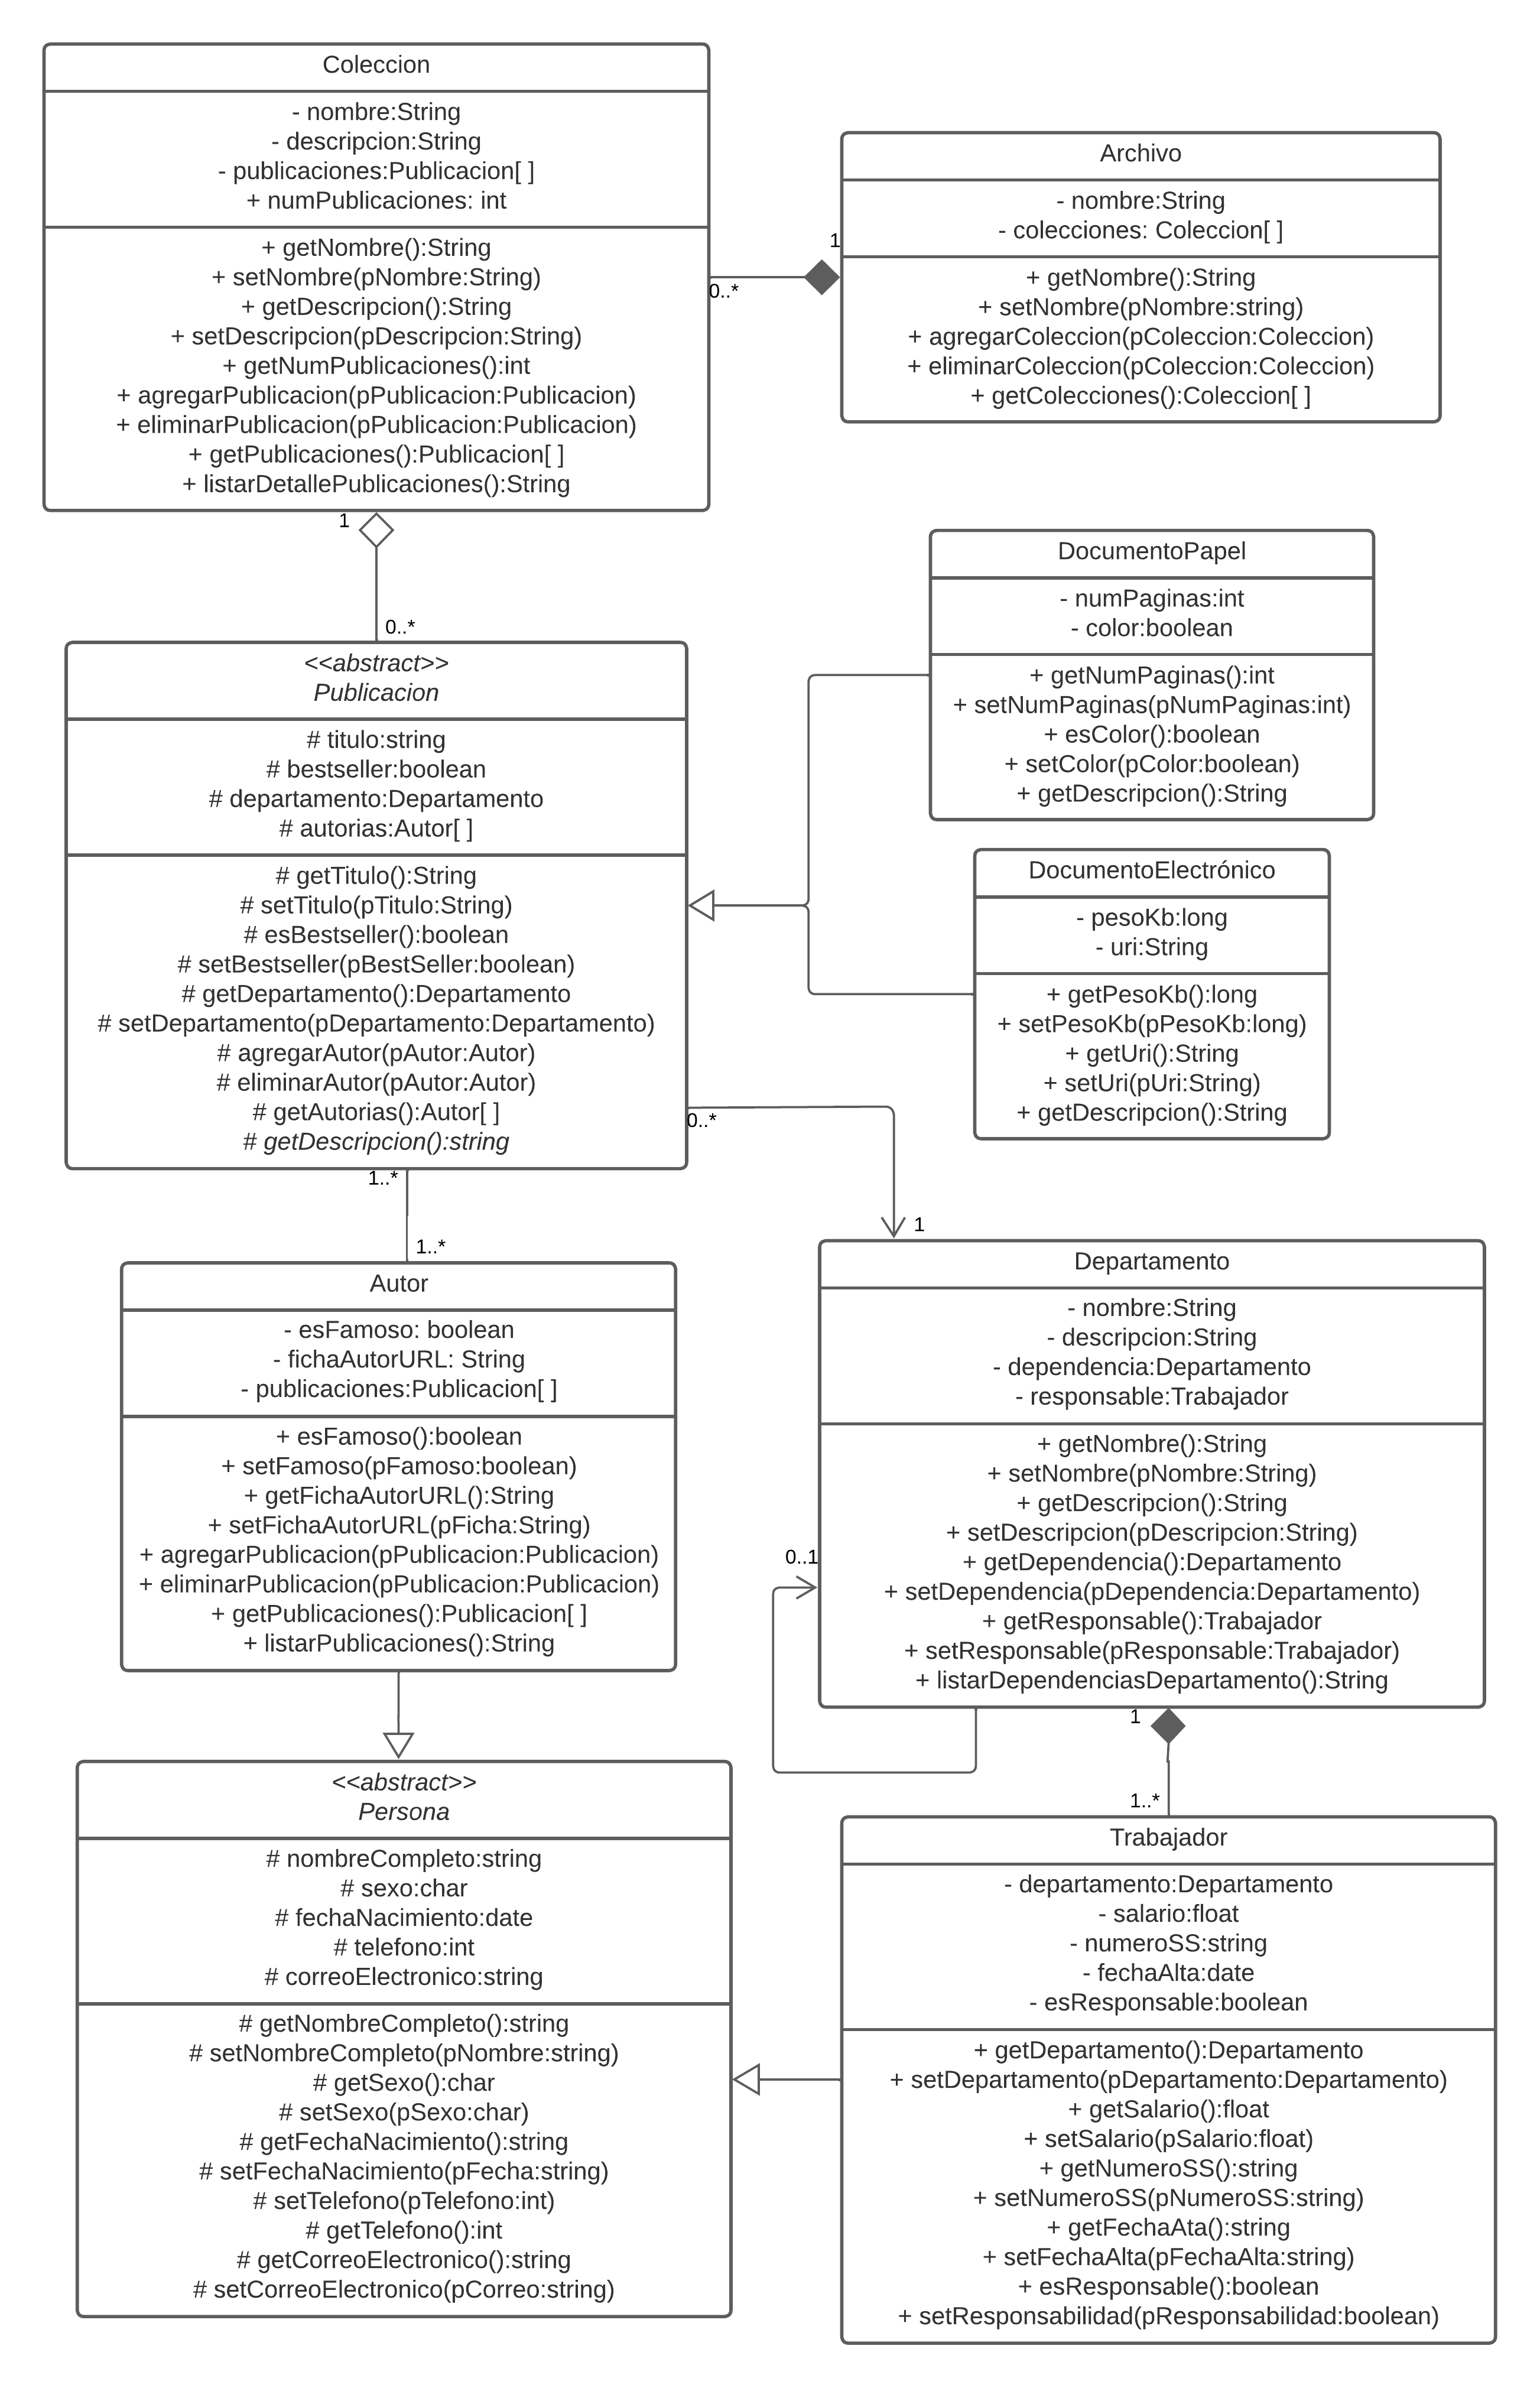 Coleccion
- nombre:String
- descripcion:String
- publicaciones:Publicacion[ ]
+ numPublicaciones: int
+ getNombre():String
+ setNombre(pNombre:String)
+ getDescripcion():String
+ setDescripcion(pDescripcion:String)
+ getNumPublicaciones():int
+ agregarPublicacion(pPublicacion:Publicacion)
+ eliminarPublicacion(pPublicacion:Publicacion)
+ getPublicaciones():Publicacion[ ]
+ listarDetallePublicaciones():String
0..*
1
Archivo
- nombre:String
- colecciones: Coleccion[ ]
+ getNombre():String
+ setNombre(pNombre:string)
+ agregarColeccion(pColeccion:Coleccion)
+ eliminarColeccion(pColeccion:Coleccion)
+ getColecciones():Coleccion[ ]
1
0..*
<<abstract>>
Publicacion
# titulo:string
# bestseller:boolean
# departamento:Departamento
# autorias:Autor[ ]
# getTitulo():String
# setTitulo(pTitulo:String)
# esBestseller():boolean
# setBestseller(pBestSeller:boolean)
# getDepartamento():Departamento
# setDepartamento(pDepartamento:Departamento)
# agregarAutor(pAutor:Autor)
# eliminarAutor(pAutor:Autor)
# getAutorias():Autor[ ]
# getDescripcion():string
DocumentoPapel
- numPaginas:int
- color:boolean
+ getNumPaginas():int
+ setNumPaginas(pNumPaginas:int)
+ esColor():boolean
+ setColor(pColor:boolean)
+ getDescripcion():String
DocumentoElectrónico
- pesoKb:long
- uri:String
+ getPesoKb():long
+ setPesoKb(pPesoKb:long)
+ getUri():String
+ setUri(pUri:String)
+ getDescripcion():String
0..*
1
1..*
1..*
Autor
- esFamoso: boolean
- fichaAutorURL: String
- publicaciones:Publicacion[ ]
+ esFamoso():boolean
+ setFamoso(pFamoso:boolean)
+ getFichaAutorURL():String
+ setFichaAutorURL(pFicha:String)
+ agregarPublicacion(pPublicacion:Publicacion)
+ eliminarPublicacion(pPublicacion:Publicacion)
+ getPublicaciones():Publicacion[ ]
+ listarPublicaciones():String
Departamento
- nombre:String
- descripcion:String
- dependencia:Departamento
- responsable:Trabajador
+ getNombre():String
+ setNombre(pNombre:String)
+ getDescripcion():String
+ setDescripcion(pDescripcion:String)
+ getDependencia():Departamento
+ setDependencia(pDependencia:Departamento)
+ getResponsable():Trabajador
+ setResponsable(pResponsable:Trabajador)
+ listarDependenciasDepartamento():String
0..1
1
1..*
<<abstract>>
Persona
# nombreCompleto:string
# sexo:char
# fechaNacimiento:date
# telefono:int
# correoElectronico:string
# getNombreCompleto():string
# setNombreCompleto(pNombre:string)
# getSexo():char
# setSexo(pSexo:char)
# getFechaNacimiento():string
# setFechaNacimiento(pFecha:string)
# setTelefono(pTelefono:int)
# getTelefono():int
# getCorreoElectronico():string
# setCorreoElectronico(pCorreo:string)
Trabajador
- departamento:Departamento
- salario:float
- numeroSS:string
- fechaAlta:date
- esResponsable:boolean
+ getDepartamento():Departamento
+ setDepartamento(pDepartamento:Departamento)
+ getSalario():float
+ setSalario(pSalario:float)
+ getNumeroSS():string
+ setNumeroSS(pNumeroSS:string)
+ getFechaAta():string
+ setFechaAlta(pFechaAlta:string)
+ esResponsable():boolean
+ setResponsabilidad(pResponsabilidad:boolean)